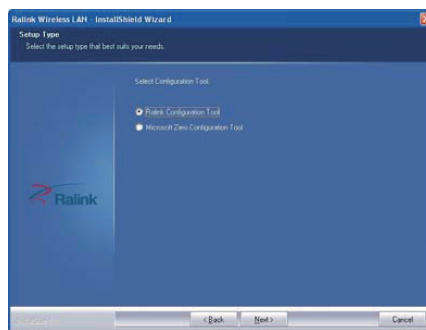 Ralink Wireless LAN - InstallShield Wizard
Setup Type
Select the setup type that best suits your needs.
Select Configuration Tool.
Ralink Configuration Tool
Microsoft Zero Configuration Tool
Ralink
< Back
Next >
Cancel